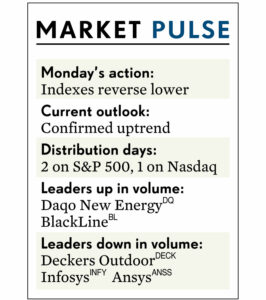 MARKET PULSE
Monday's action:
Indexes reverse lower
Current outlook:
Confirmed uptrend
Distribution days:
2 on S&P 500, 1 on Nasdaq
Leaders up in volume:
Daqo New Energy DQ
BlackLine BL
Leaders down in volume:
Deckers Outdoor DECK
Infosys INFY Ansys ANSS